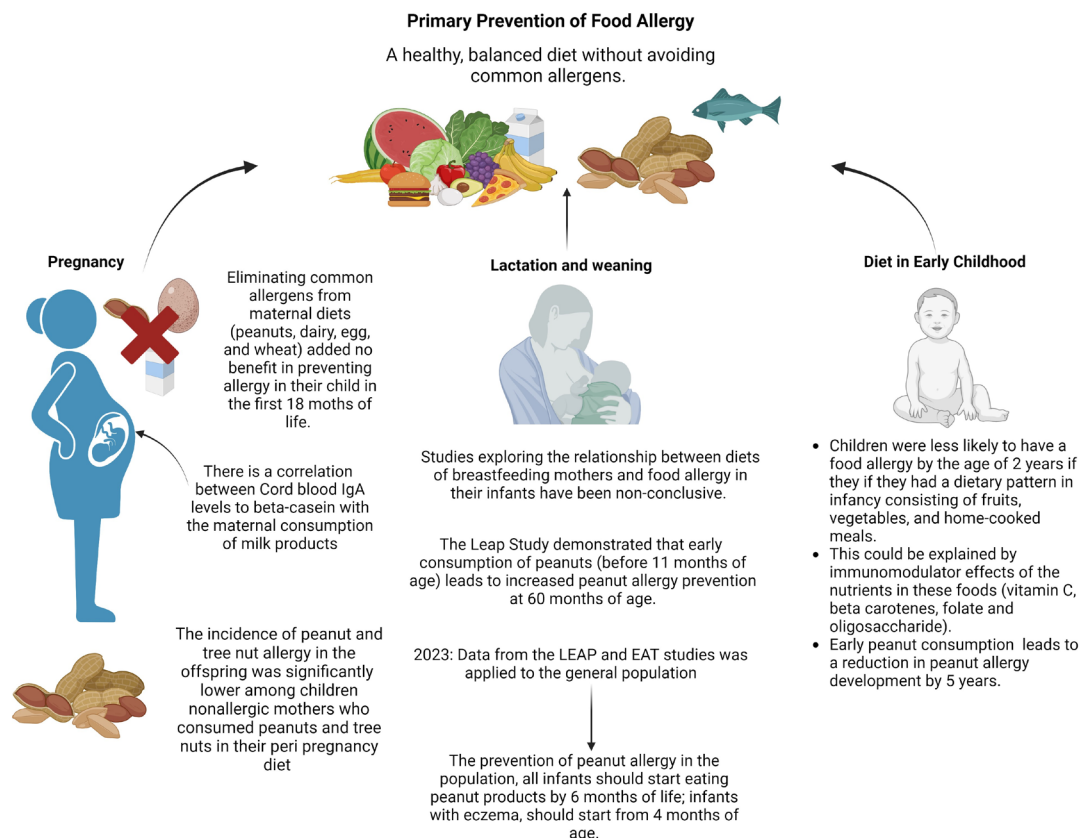 Primary Prevention of Food Allergy
A healthy, balanced diet without avoiding
common allergens.
Pregnancy
Eliminating common
allergens from
maternal diets
(peanuts, dairy, egg,
and wheat) added no
benefit in preventing
allergy in their child in
the first 18 moths of
life.
There is a correlation
between Cord blood IgA
levels to beta-casein with
the maternal consumption
of milk products
The incidence of peanut and
tree nut allergy in the
offspring was significantly
lower among children
nonallergic mothers who
consumed peanuts and tree
nuts in their peri pregnancy
diet
Lactation and weaning
Studies exploring the relationship between diets
of breastfeeding mothers and food allergy in
their infants have been non-conclusive.
The Leap Study demonstrated that early
consumption of peanuts (before 11 months of
age) leads to increased peanut allergy prevention
at 60 months of age.
2023: Data from the LEAP and EAT studies was
applied to the general population
The prevention of peanut allergy in the
population, all infants should start eating
peanut products by 6 months of life; infants
with eczema, should start from 4 months of
age.
Diet in Early Childhood
• Children were less likely to have a
food allergy by the age of 2 years if
they if they had a dietary pattern in
infancy consisting of fruits,
vegetables, and home-cooked
meals.
• This could be explained by
immunomodulator effects of the
nutrients in these foods (vitamin C,
beta carotenes, folate and
oligosaccharide).
• Early peanut consumption leads to
a reduction in peanut allergy
development by 5 years.